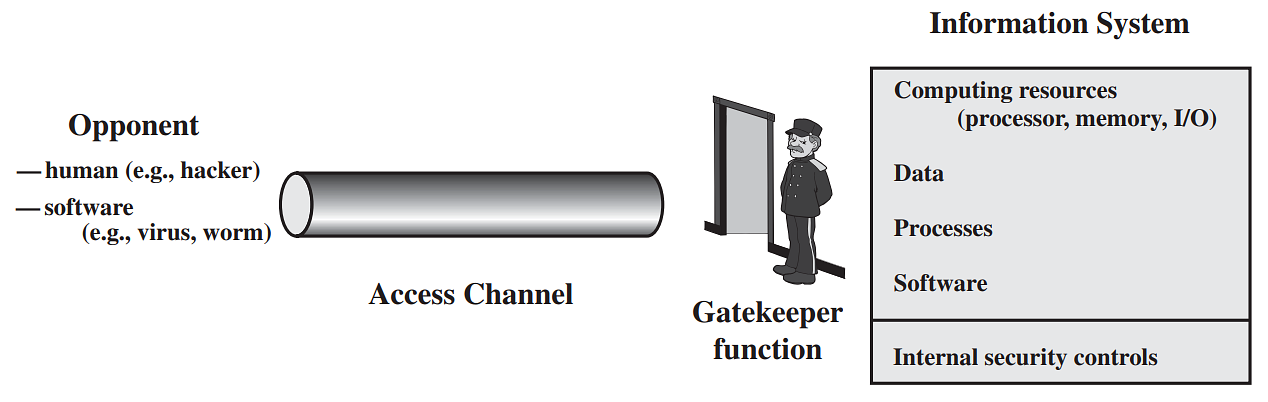 Opponent
—human (e.g., hacker)
—software
(e.g., virus, worm)
Access Channel
Gatekeeper
function
Information System
Computing resources
(processor, memory, I/O)
Data
Processes
Software
Internal security controls